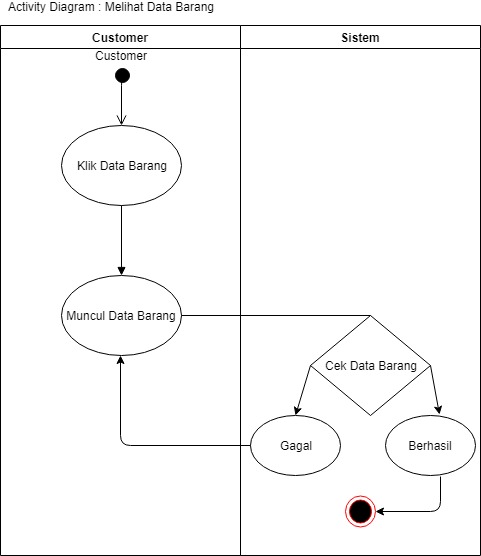 Activity Diagram : Melihat Data Barang
Customer
Sistem
Customer
Klik Data Barang
Muncul Data Barang
Cek Data Barang
Gagal
Berhasil